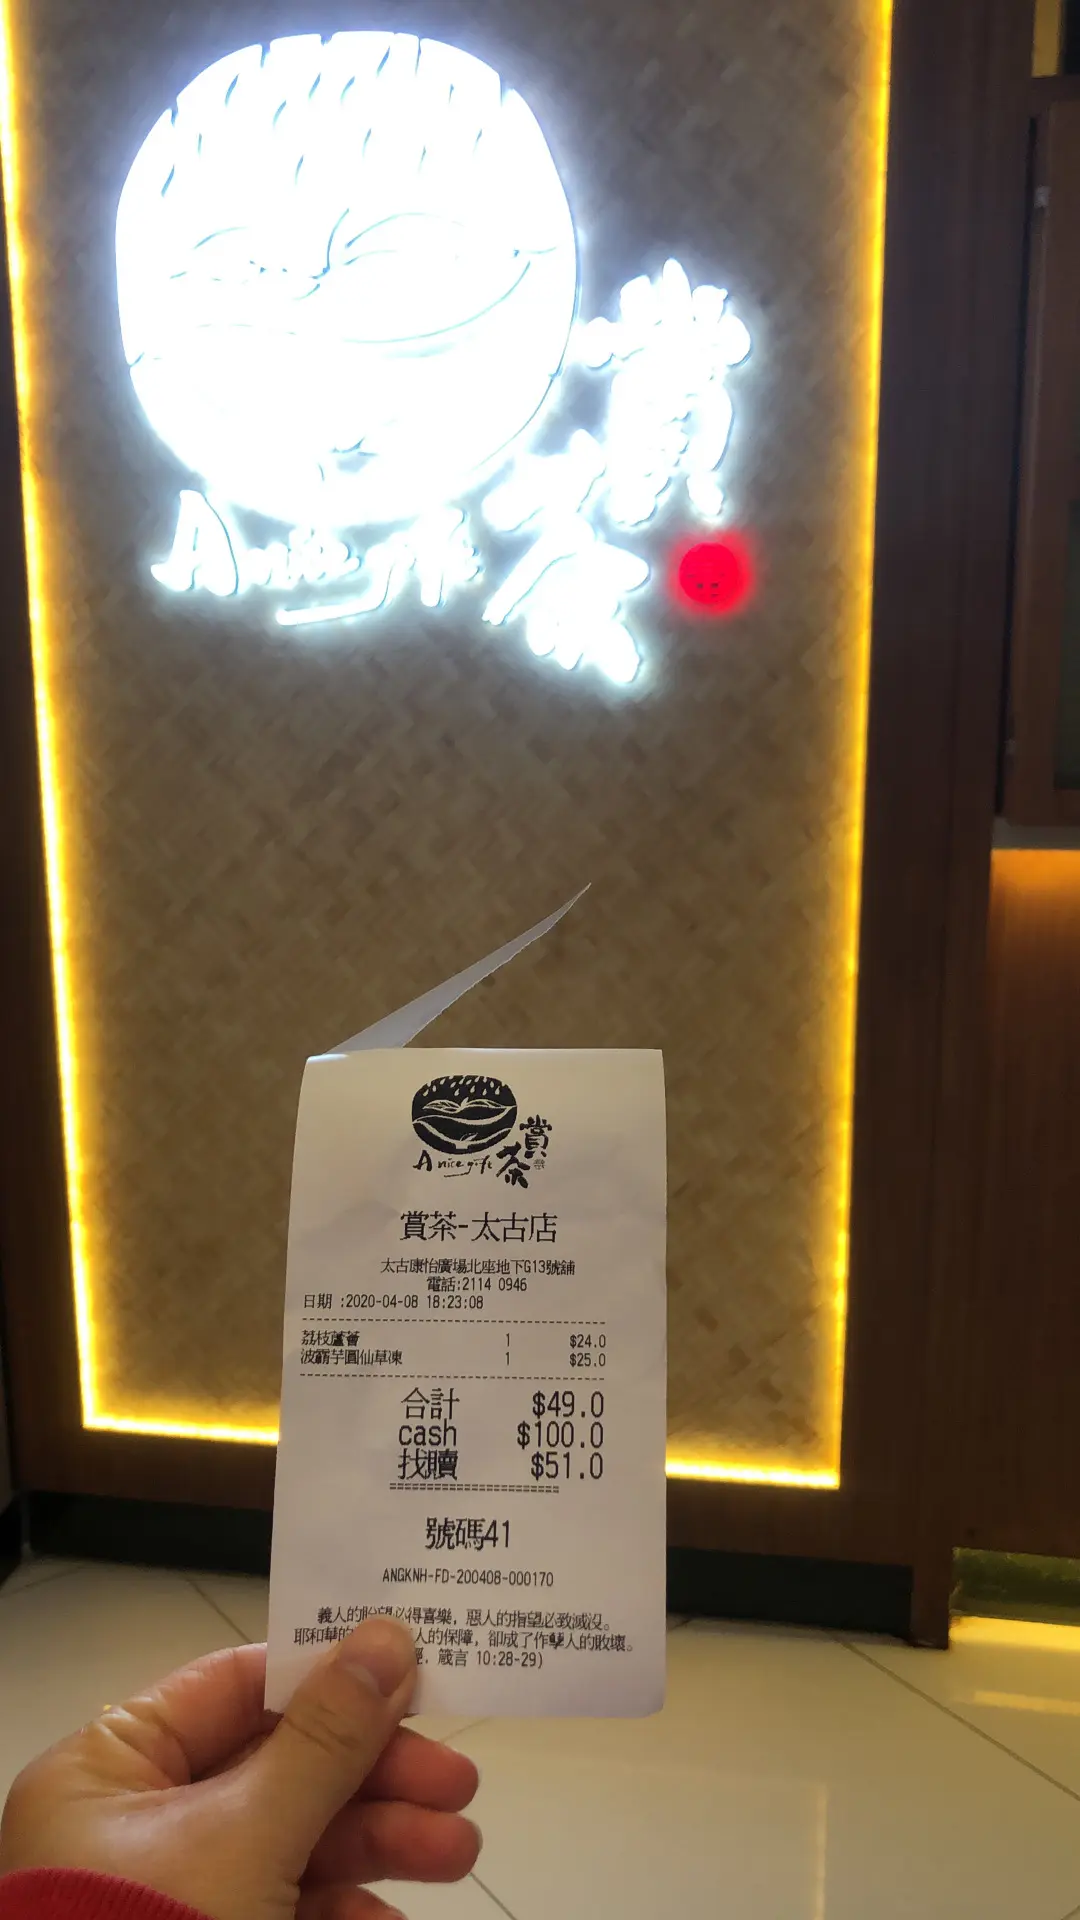 A nice gift
賞
茶
A nice gift
賞
茶
賞茶-太古店
太古康怡廣場北座地下G13號舖
電話:2114 0946
日期 :2020-04-08 18:23:08
荔枝蘆薈 1 $24.0
波霸芋圓仙草凍 1 $25.0
合計 $49.0
cash $100.0
找贖 $51.0
號碼41
ANGKNH-FD-200408-000170
義人的盼望必得喜樂, 惡人的指望必致滅沒。
耶和華的 人的保障, 卻成了作孽人的敗壞。
經. 箴言 10:28-29)